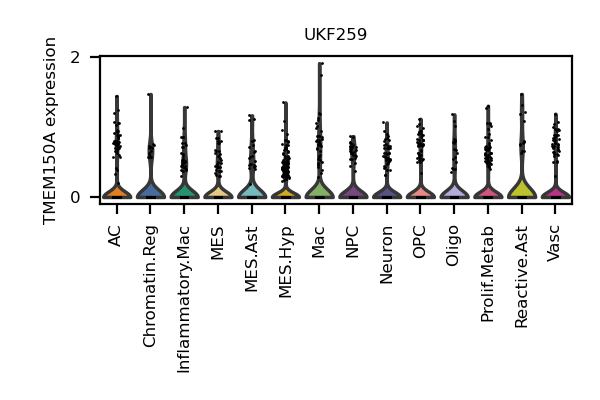 UKF259
TMEM150A expression
2
0
AC
Chromatin.Reg
Inflammatory.Mac
MES
MES.Ast
MES.Hyp
Mac
NPC
Neuron
OPC
Oligo
Prolif.Metab
Reactive.Ast
Vasc